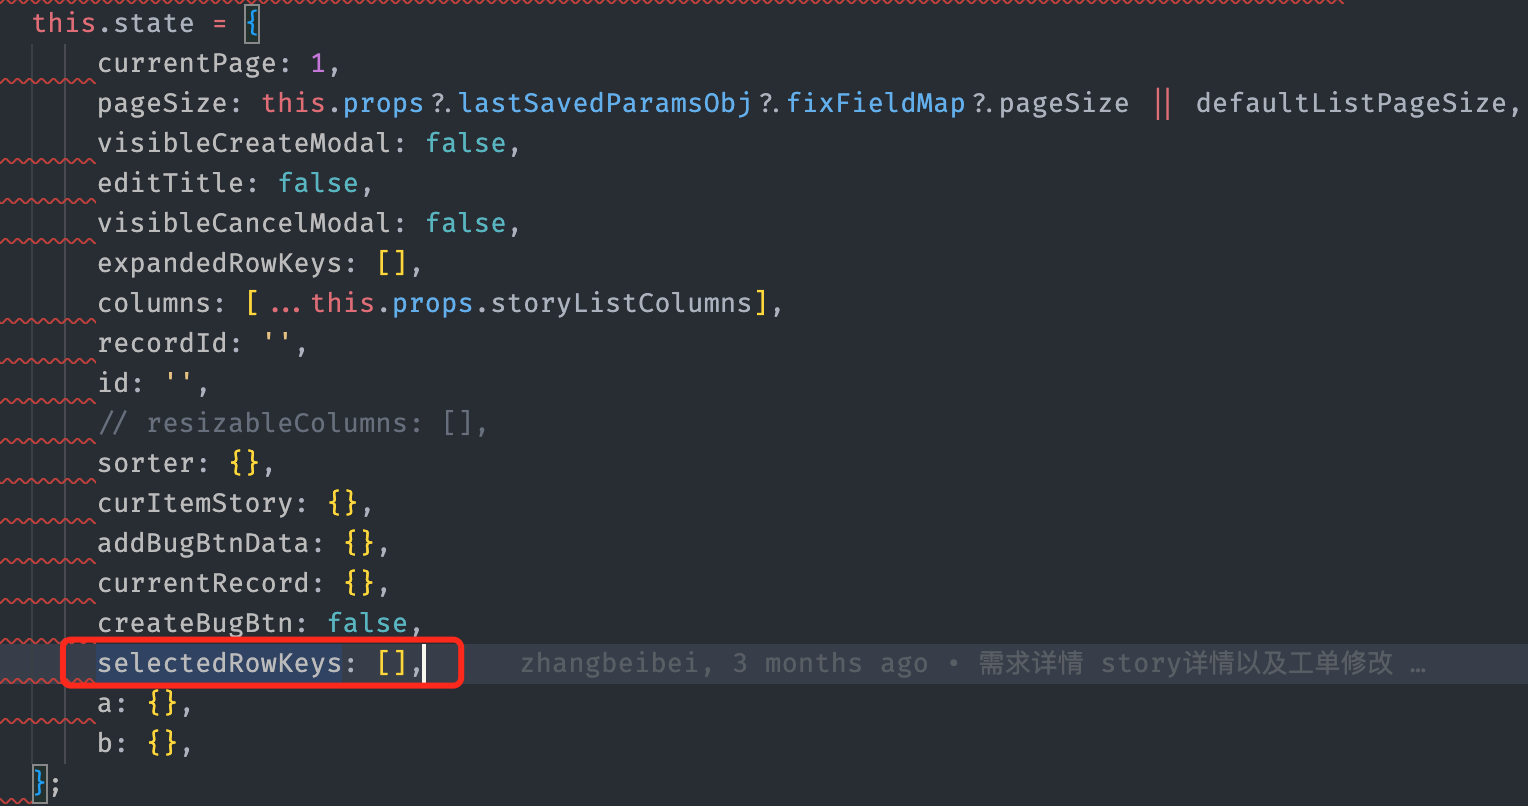 this.state = {
currentPage: 1,
pageSize: this.props?.lastSavedParamsObj?.fixFieldMap?.pageSize || defaultListPageSize,
visibleCreateModal: false,
editTitle: false,
visibleCancelModal: false,
expandedRowKeys: [],
columns: [...this.props.storyListColumns],
recordId: '',
id: '',
// resizableColumns: [],
sorter: {},
curItemStory: {},
addBugBtnData: {},
currentRecord: {},
createBugBtn: false,
selectedRowKeys: [], zhangbeibei, 3 months ago • 需求详情 story详情以及工单修改 …
a: {},
b: {},
};